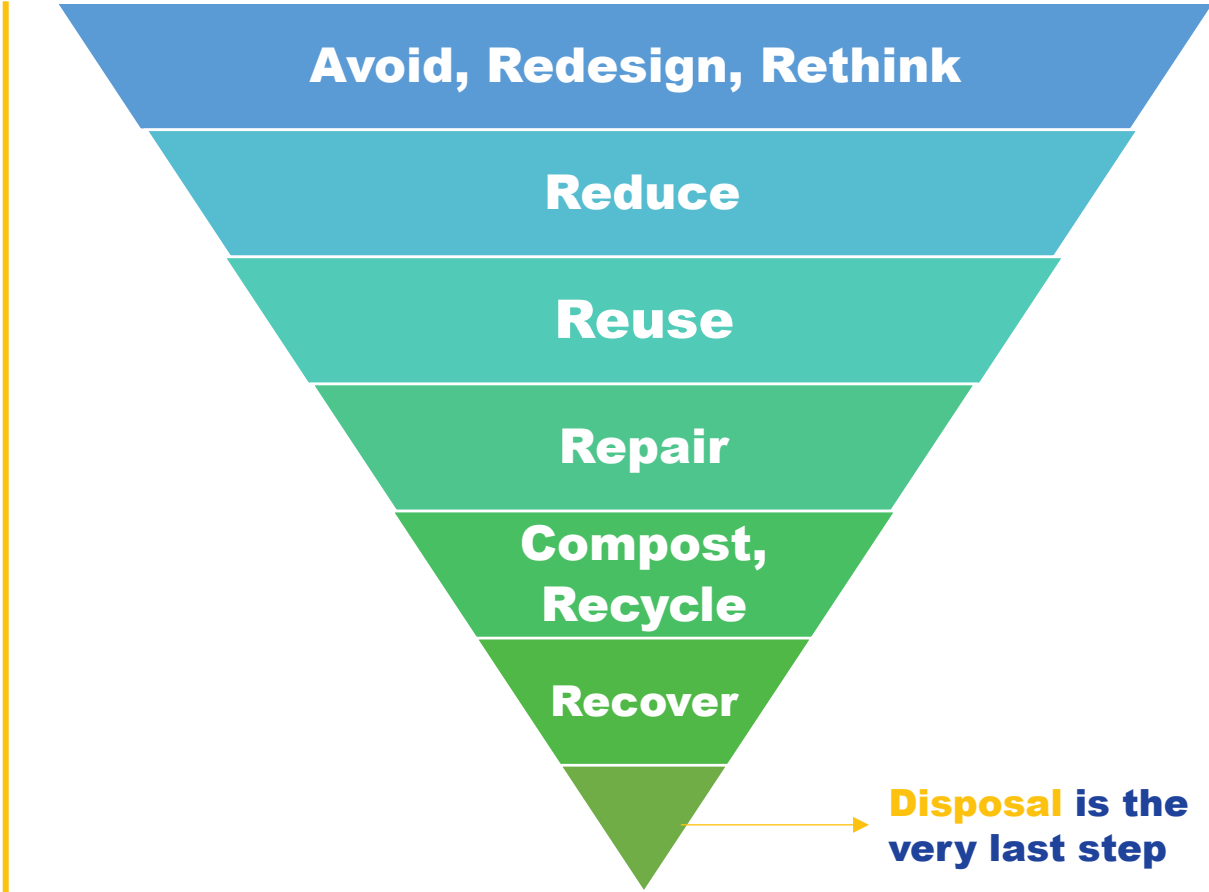 Avoid, Redesign, Rethink
Reduce
Reuse
Repair
Compost,
Recycle
Recover
Disposal is the
very last step